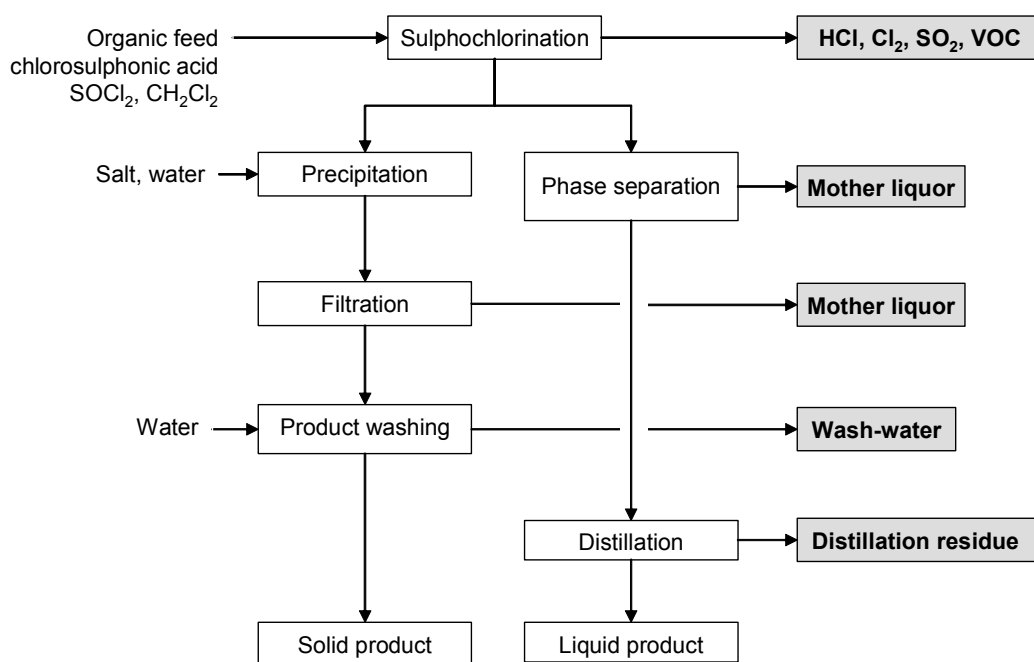 Organic feed
chlorosulphonic acid
SOCl₂, CH₂Cl₂
Sulphochlorination
HCl, Cl₂, SO₂, VOC
Salt, water
Precipitation
Phase separation
Mother liquor
Filtration
Mother liquor
Water
Product washing
Wash-water
Distillation
Distillation residue
Solid product
Liquid product